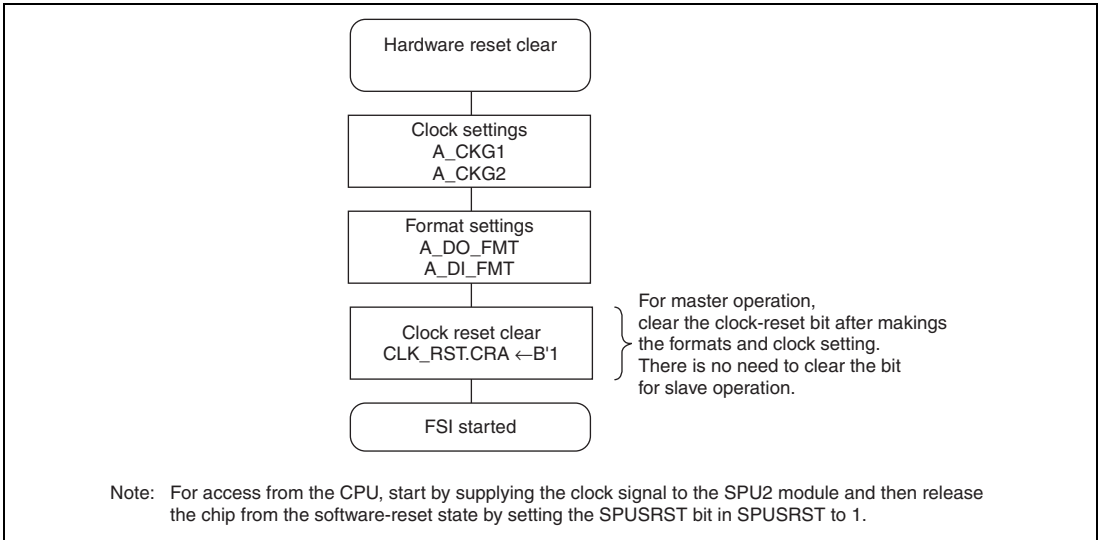 Hardware reset clear
Clock settings
A_CKG1
A_CKG2
Format settings
A_DO_FMT
A_DI_FMT
Clock reset clear
CLK_RST.CRA ←B'1
For master operation,
clear the clock-reset bit after makings
the formats and clock setting.
There is no need to clear the bit
for slave operation.
FSI started
Note: For access from the CPU, start by supplying the clock signal to the SPU2 module and then release
the chip from the software-reset state by setting the SPUSRST bit in SPUSRST to 1.